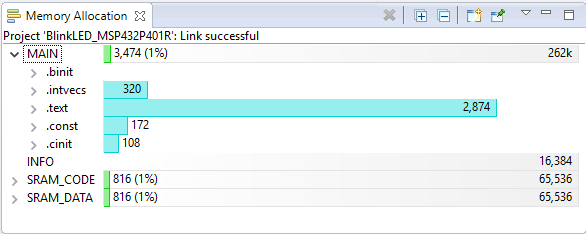 Memory Allocation
Project 'BlinkLED_MSP432P401R': Link successful
MAIN 3,474 (1%) 262k
.binit
.intvecs 320
.text 2,874
.const 172
.cinit 108
INFO 16,384
SRAM_CODE 816 (1%) 65,536
SRAM_DATA 816 (1%) 65,536